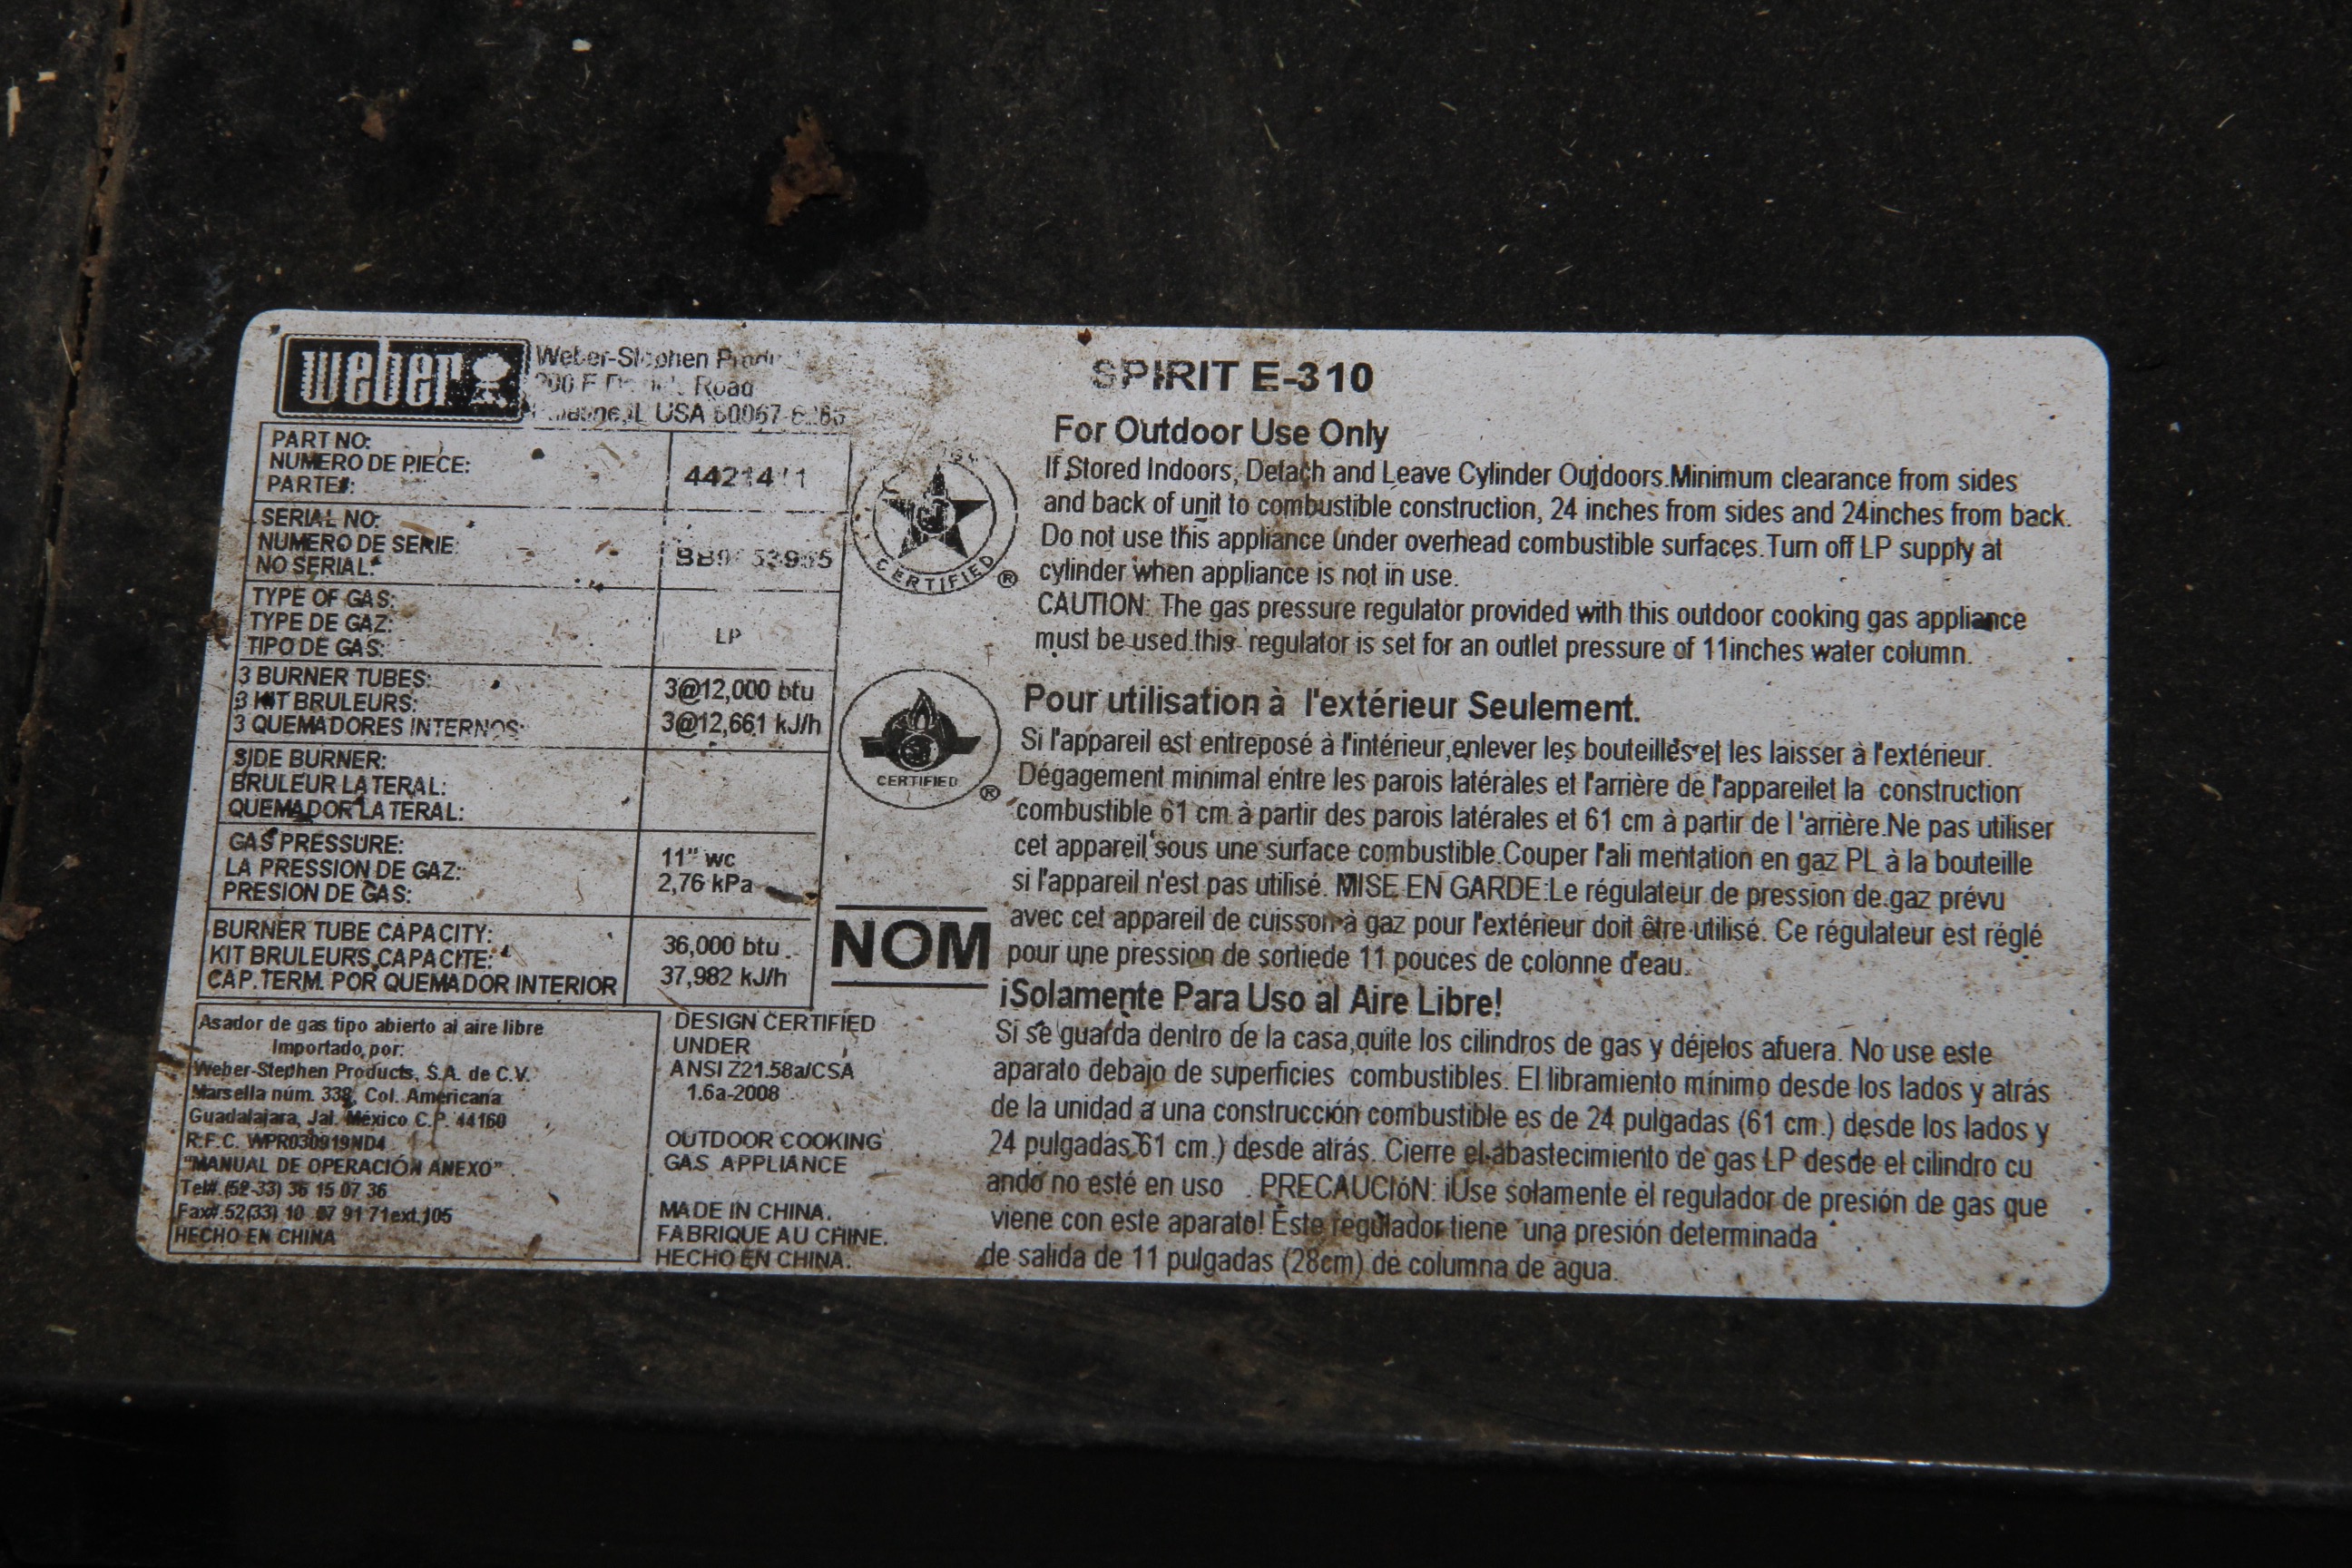 weber
Weber-Stephen
Road
USA
SPIRIT E-310
PART NO:
NUMERO DE PIECE:
PARTE#:
SERIAL NO:
NUMERO DE SERIE:
NO SERIAL:
TYPE OF GAS:
TYPE DE GAZ:
TIPO DE GAS:
LP
3 BURNER TUBES:
3 KIT BRULEURS:
3 QUEMADORES INTERNOS:
3@12,000 btu
3@12,661 kJ/h
SIDE BURNER:
BRULEUR LATERAL:
QUEMADOR LATERAL:
GAS PRESSURE:
LA PRESSION DE GAZ:
PRESION DE GAS:
11" wc
2,76 kPa
BURNER TUBE CAPACITY:
KIT BRULEURS CAPACITE:
CAP.TERM. POR QUEMADOR INTERIOR
36,000 btu
37,982 kJ/h
Asador de gas tipo abierto al aire libre
Importado por:
Weber-Stephen Products, S.A. de C.V.
Marsella núm. 338, Col. Americana
Guadalajara, Jal. México C.P. 44160
R.F.C. WPR030919ND4
"MANUAL DE OPERACIÓN ANEXO"
Tel#.(52-33) 36 15 07 36
Fax#.52(33) 10 07 91 71ext.105
HECHO EN CHINA
DESIGN CERTIFIED
UNDER
ANSI Z21.58a/CSA
1.6a-2008
OUTDOOR COOKING
GAS APPLIANCE
MADE IN CHINA.
FABRIQUE AU CHINE.
HECHO EN CHINA.
CERTIFIED
®
CERTIFIED
®
NOM
For Outdoor Use Only
If Stored Indoors, Detach and Leave Cylinder Outdoors.Minimum clearance from sides
and back of unit to combustible construction, 24 inches from sides and 24inches from back.
Do not use this appliance under overhead combustible surfaces.Turn off LP supply at
cylinder when appliance is not in use.
CAUTION: The gas pressure regulator provided with this outdoor cooking gas appliance
must be used.this regulator is set for an outlet pressure of 11inches water column.
Pour utilisation à l'extérieur Seulement.
Si l'appareil est entreposé à l'intérieur,enlever les bouteilles et les laisser à l'extérieur.
Dégagement minimal entre les parois latérales et l'arrière de l'appareilet la construction
combustible 61 cm à partir des parois latérales et 61 cm à partir de l 'arrière.Ne pas utiliser
cet appareil sous une surface combustible.Couper l'ali mentation en gaz PL à la bouteille
si l'appareil n'est pas utilisé. MISE EN GARDE:Le régulateur de pression de gaz prévu
avec cet appareil de cuisson à gaz pour l'extérieur doit être utilisé. Ce régulateur est réglé
pour une pression de sortiede 11 pouces de colonne d'eau.
¡Solamente Para Uso al Aire Libre!
Si se guarda dentro de la casa,quite los cilindros de gas y déjelos afuera. No use este
aparato debajo de superficies combustibles. El libramiento mínimo desde los lados y atrás
de la unidad a una construcción combustible es de 24 pulgadas (61 cm.) desde los lados y
24 pulgadas 61 cm.) desde atrás. Cierre el abastecimiento de gas LP desde el cilindro cu
ando no esté en uso . PRECAUCIóN: ¡Use solamente el regulador de presión de gas que
viene con este aparato! Este regulador tiene una presión determinada
de salida de 11 pulgadas (28cm) de columna de agua.